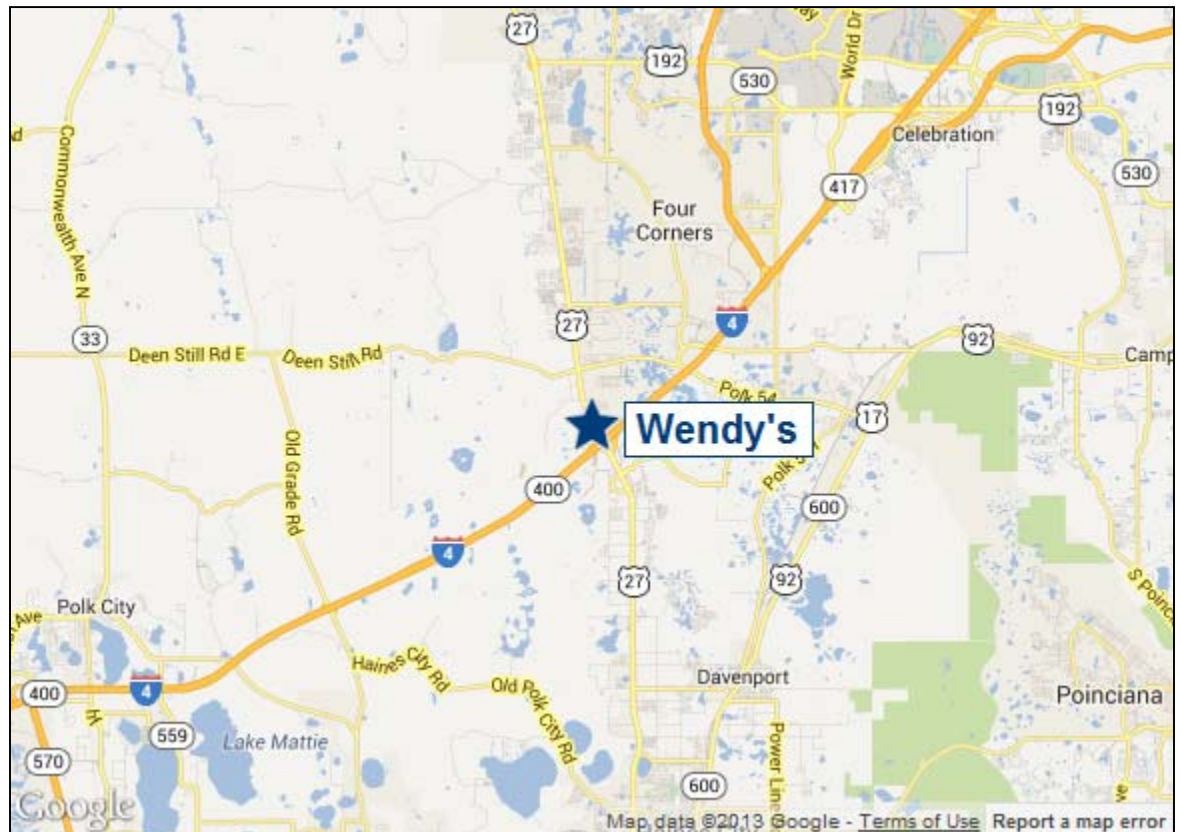 27
192
530
World Dr
192
Celebration
530
417
Commonwealth Ave N
Four
Corners
27
4
33
92
Deen Still Rd E
Deen Still Rd
Polk 54
17
Wendy's
Old Grade Rd
400
600
4
27
92
Polk City
Haines City Rd
Old Polk City Rd
Davenport
Poinciana
400
4
559
Lake Mattie
570
600
Google
Map data ©2013 Google - Terms of Use Report a map error